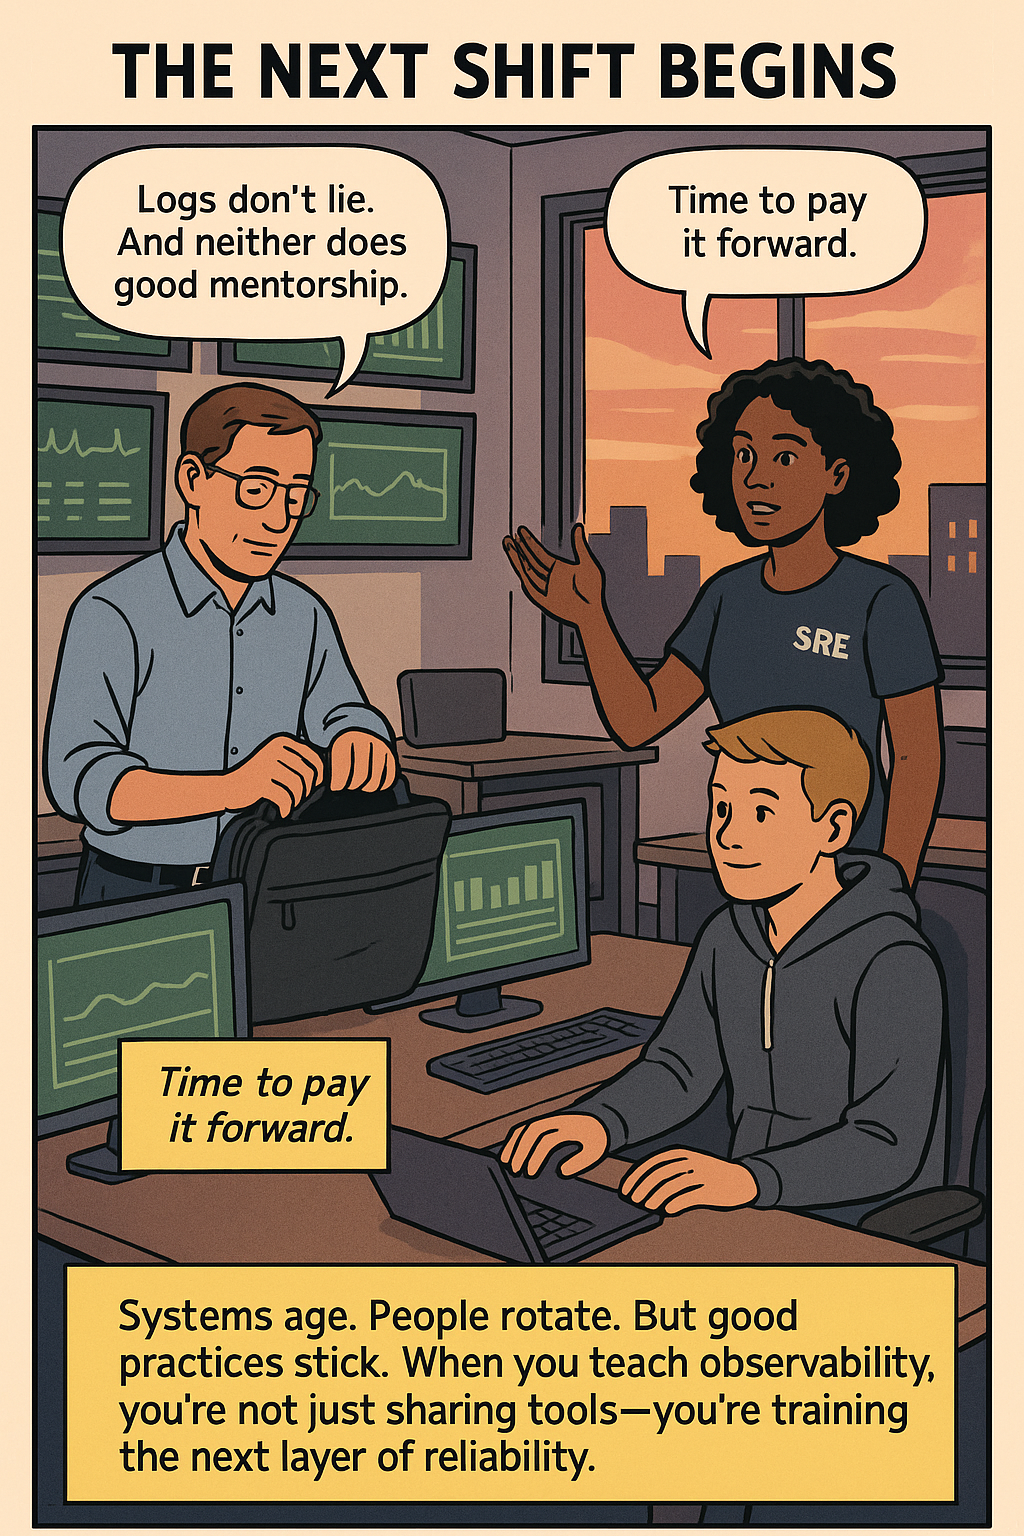 THE NEXT SHIFT BEGINS
Logs don't lie.
And neither does
good mentorship.
Time to pay
it forward.
SRE
Time to pay
it forward.
Systems age. People rotate. But good
practices stick. When you teach observability,
you're not just sharing tools—you're training
the next layer of reliability.